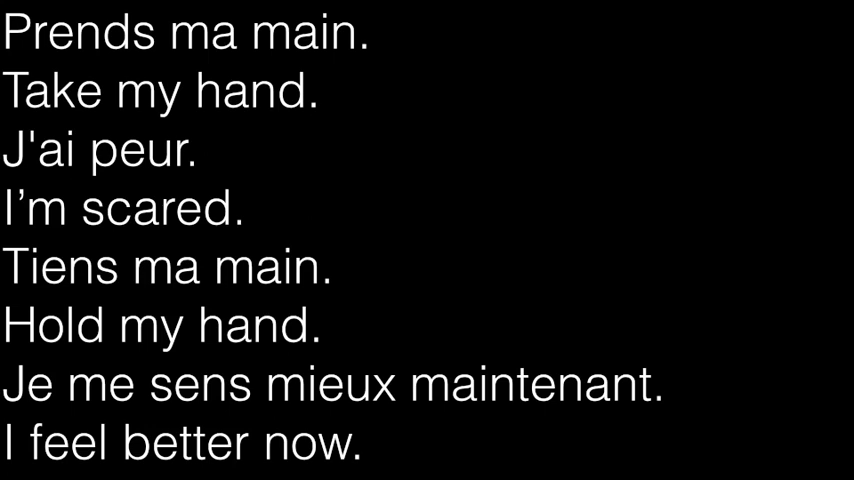 Prends ma main.
Take my hand.
J'ai peur.
I’m scared.
Tiens ma main.
Hold my hand.
Je me sens mieux maintenant.
I feel better now.